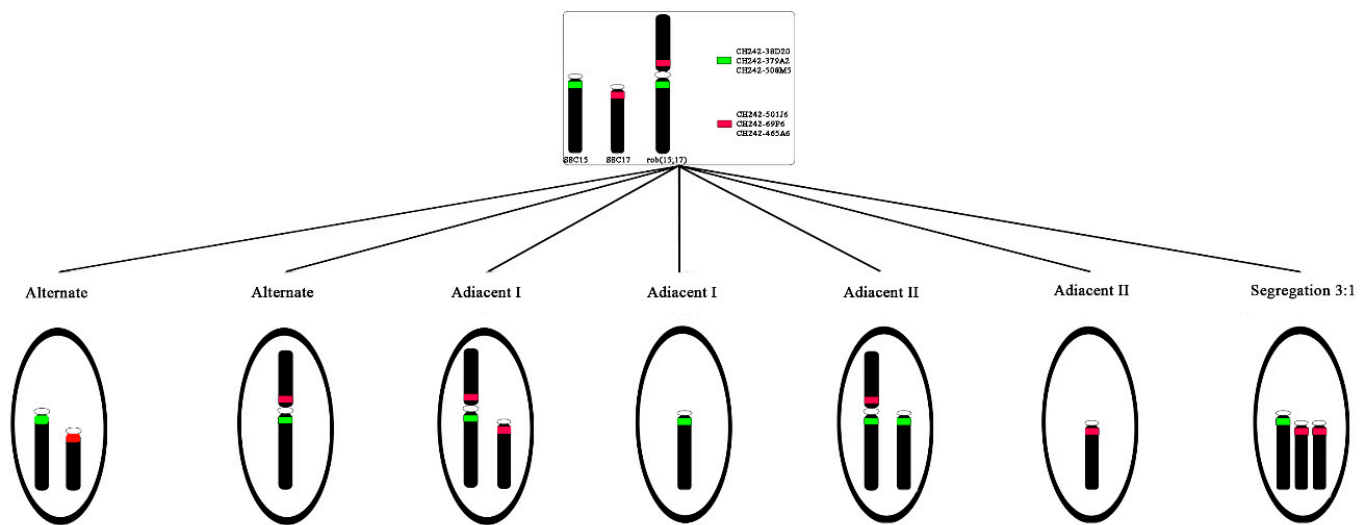 CH242-38D20
CH242-379A2
CH242-508M5
CH242-501J6
CH242-69P6
CH242-465A6
SSC15 SSC17 rob(15;17)
Alternate Alternate Adiacent I Adiacent I Adiacent II Adiacent II Segregation 3:1